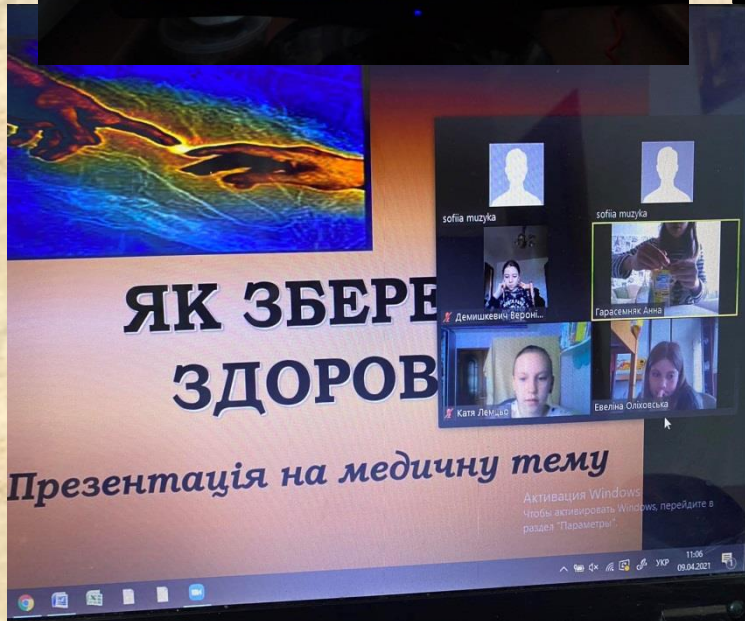 ЯК ЗБЕРЕ
ЗДОРОВ
Презентація на медичну тему
sofiia muzyka
sofiia muzyka
Демишкевич Вероні...
Гарасемняк Анна
Катя Лемцьо
Евеліна Оліховська
Активация Windows
Чтобы активировать Windows, перейдите в
раздел "Параметры".
УКР
11:06
09.04.2021